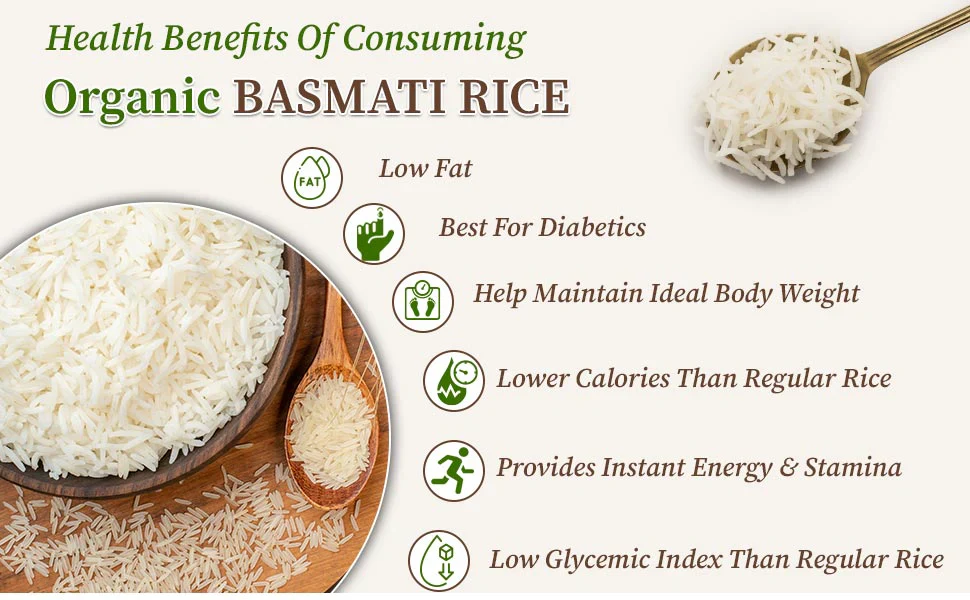 Health Benefits Of Consuming
Organic BASMATI RICE
FAT
Low Fat
Best For Diabetics
Help Maintain Ideal Body Weight
Lower Calories Than Regular Rice
Provides Instant Energy & Stamina
Low Glycemic Index Than Regular Rice